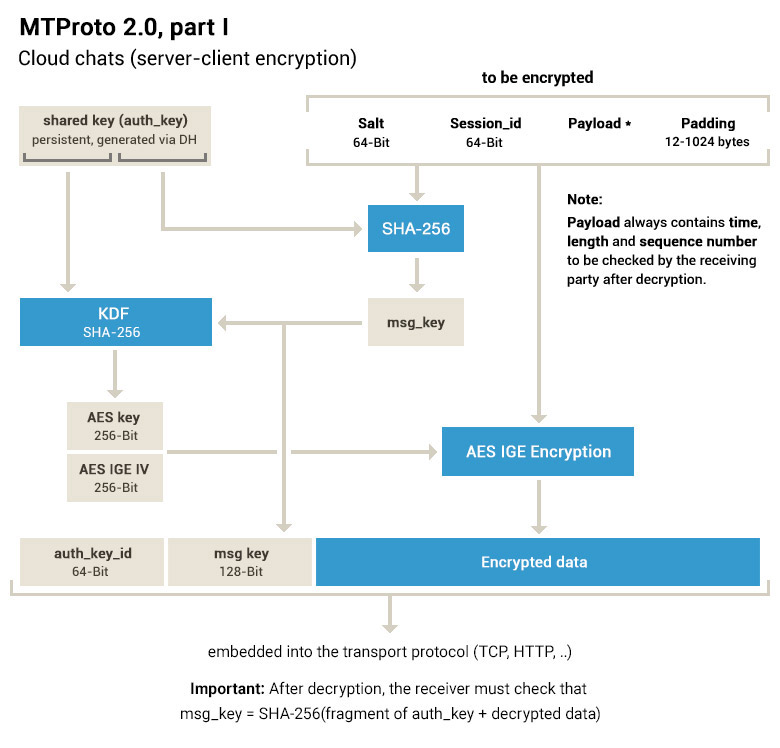 MTProto 2.0, part I
Cloud chats (server-client encryption)
to be encrypted
shared key (auth_key)
persistent, generated via DH
Salt
64-Bit
Session_id
64-Bit
Payload *
Padding
12-1024 bytes
Note:
Payload always contains time,
length and sequence number
to be checked by the receiving
party after decryption.
SHA-256
KDF
SHA-256
msg_key
AES key
256-Bit
AES IGE IV
256-Bit
AES IGE Encryption
auth_key_id
64-Bit
msg key
128-Bit
Encrypted data
embedded into the transport protocol (TCP, HTTP, ..)
Important: After decryption, the receiver must check that
msg_key = SHA-256(fragment of auth_key + decrypted data)